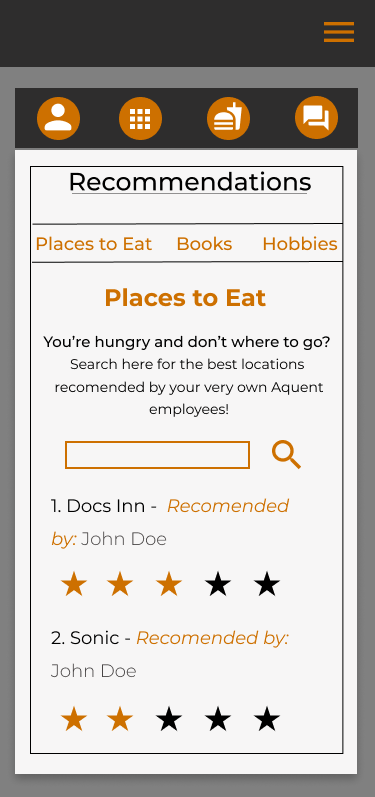 Recommendations
Places to Eat Books Hobbies
Places to Eat
You’re hungry and don’t where to go?
Search here for the best locations
recomended by your very own Aquent
employees!
1. Docs Inn - Recomended
by: John Doe
2. Sonic - Recomended by:
John Doe